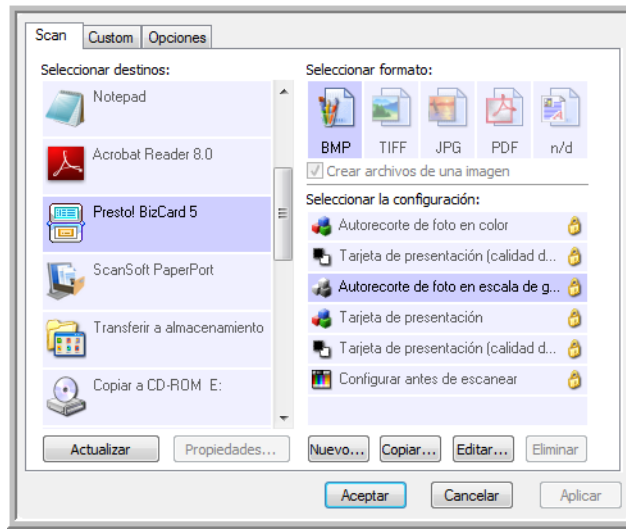 Scan Custom Opciones
Seleccionar destinos:
Notepad
Acrobat Reader 8.0
Presto! BizCard 5
ScanSoft PaperPort
Transferir a almacenamiento
Copiar a CD-ROM E:
Actualizar Propiedades...
Seleccionar formato:
BMP TIFF JPG PDF n/d
Crear archivos de una imagen
Seleccionar la configuración:
Autorecorte de foto en color
Tarjeta de presentación (calidad d...
Autorecorte de foto en escala de g...
Tarjeta de presentación
Tarjeta de presentación (calidad d...
Configurar antes de escanear
Nuevo... Copiar... Editar... Eliminar
Aceptar Cancelar Aplicar